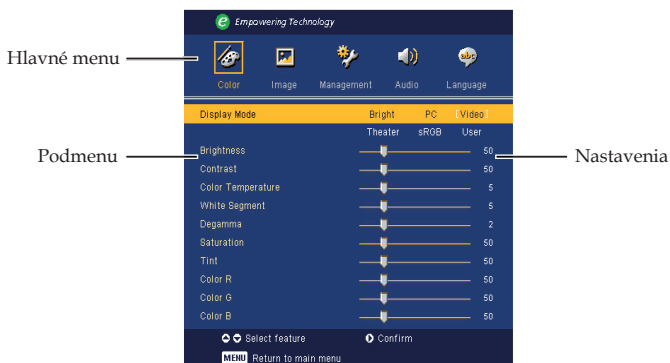 Empowering Technology
Hlavné menu
Color Image Management Audio Language
Display Mode Bright PC [Video]
Theater sRGB User
Podmenu
Nastavenia
Brightness 50
Contrast 50
Color Temperature 5
White Segment 5
Degamma 2
Saturation 50
Tint 50
Color R 50
Color G 50
Color B 50
Select feature Confirm
MENU Return to main menu